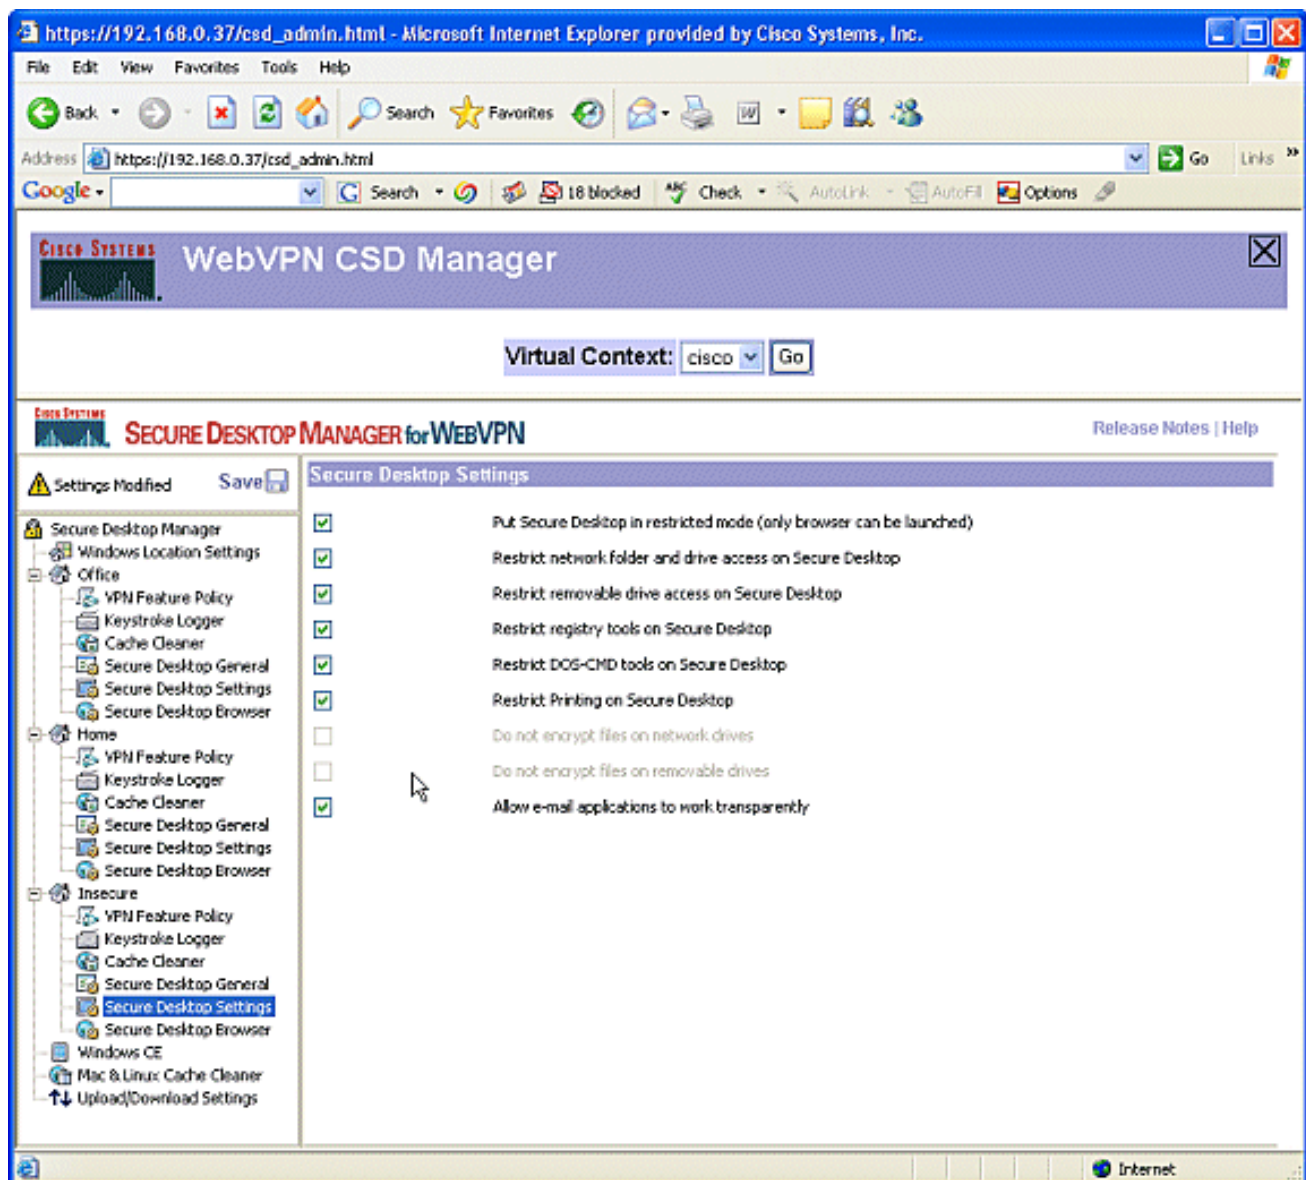 https://192.168.0.37/csd_admin.html - Microsoft Internet Explorer provided by Cisco Systems, Inc.
File Edit View Favorites Tools Help
Back Search Favorites
Address https://192.168.0.37/csd_admin.html Go Links »
Google Search 18 blocked ABC Check AutoLink AutoFill Options
CISCO SYSTEMS
WebVPN CSD Manager
Virtual Context: cisco Go
CISCO SYSTEMS
SECURE DESKTOP MANAGER for WEBVPN
Release Notes | Help
Settings Modified Save
Secure Desktop Manager
Windows Location Settings
Office
VPN Feature Policy
Keystroke Logger
Cache Cleaner
Secure Desktop General
Secure Desktop Settings
Secure Desktop Browser
Home
VPN Feature Policy
Keystroke Logger
Cache Cleaner
Secure Desktop General
Secure Desktop Settings
Secure Desktop Browser
Insecure
VPN Feature Policy
Keystroke Logger
Cache Cleaner
Secure Desktop General
Secure Desktop Settings
Secure Desktop Browser
Windows CE
Mac & Linux Cache Cleaner
Upload/Download Settings
Secure Desktop Settings
Put Secure Desktop in restricted mode (only browser can be launched)
Restrict network folder and drive access on Secure Desktop
Restrict removable drive access on Secure Desktop
Restrict registry tools on Secure Desktop
Restrict DOS-CMD tools on Secure Desktop
Restrict Printing on Secure Desktop
Do not encrypt files on network drives
Do not encrypt files on removable drives
Allow e-mail applications to work transparently
Internet